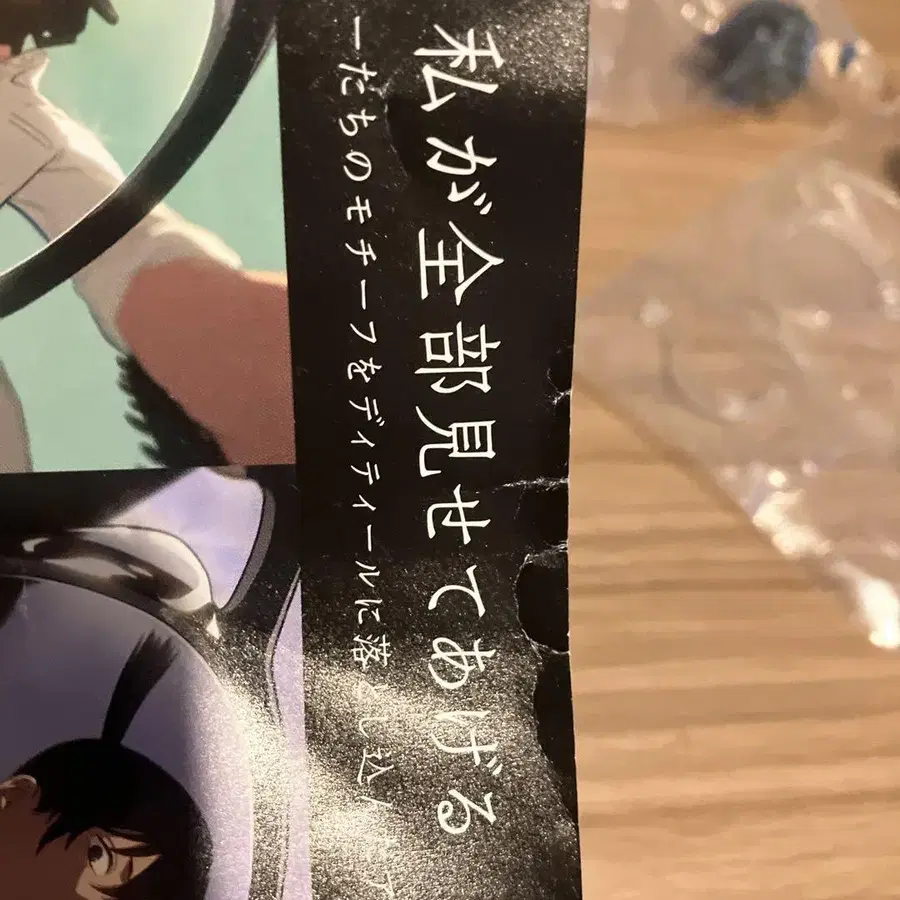 私が全部見せてあげる
ーたちのモチーフをディティールに落とし込